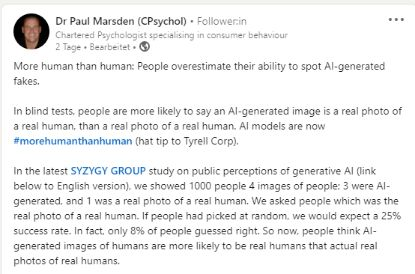 Dr Paul Marsden (CPsychol) • Follower:in
Chartered Psychologist specialising in consumer behaviour
2 Tage • Bearbeitet •
More human than human: People overestimate their ability to spot AI-generated
fakes.
In blind tests, people are more likely to say an AI-generated image is a real photo of
a real human, than a real photo of a real human. AI models are now
#morehumanthanhuman (hat tip to Tyrell Corp).
In the latest SYZYGY GROUP study on public perceptions of generative AI (link
below to English version), we showed 1000 people 4 images of people: 3 were AI-
generated, and 1 was a real photo of a real human. We asked people which was the
real photo of a real human. If people had picked at random, we would expect a 25%
success rate. In fact, only 8% of people guessed right. So now, people think AI-
generated images of humans are more likely to be real humans that actual real
photos of real humans.